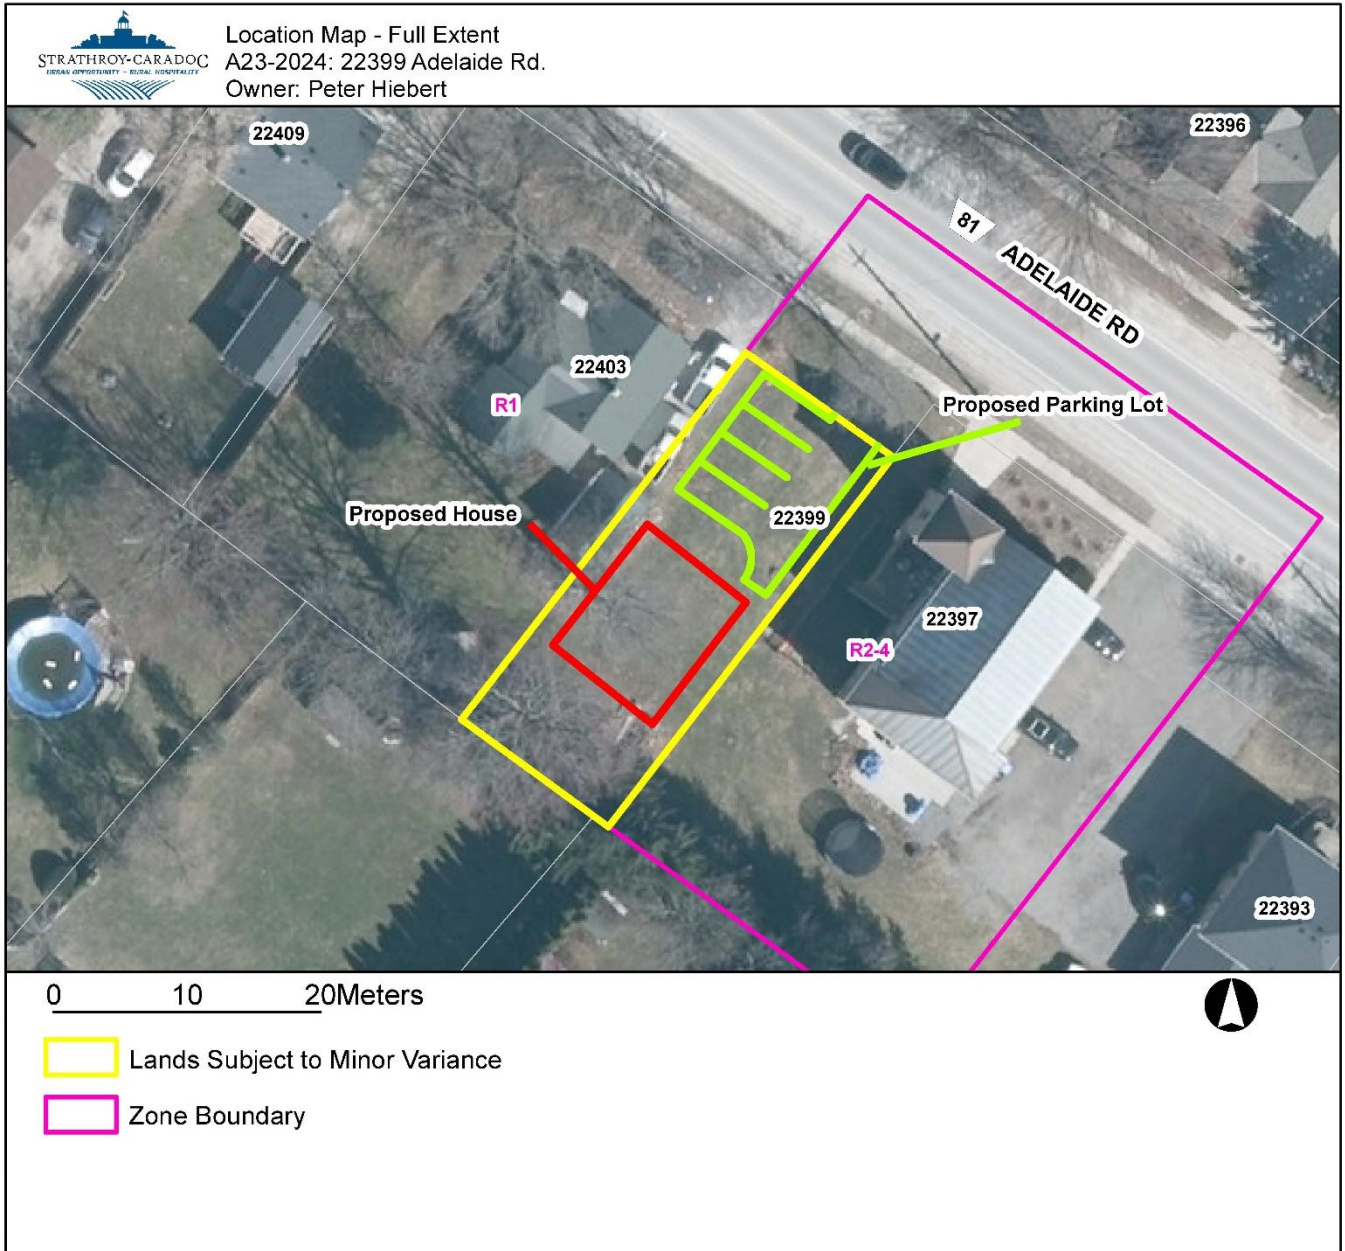 STRATHROY-CARADOC
URBAN OPPORTUNITY - RURAL HOSPITALITY
Location Map - Full Extent
A23-2024: 22399 Adelaide Rd.
Owner: Peter Hiebert
22409
22396
81
ADELAIDE RD
22403
R1
Proposed Parking Lot
Proposed House
22399
22397
R2-4
22393
0 10 20Meters
Lands Subject to Minor Variance
Zone Boundary